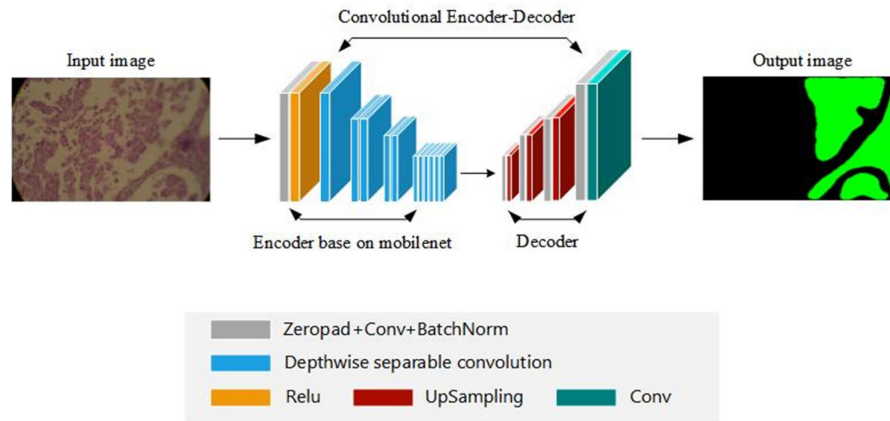 Convolutional Encoder-Decoder
Input image
Output image
Encoder base on mobilenet
Decoder
Zeropad+Conv+BatchNorm
Depthwise separable convolution
Relu
UpSampling
Conv